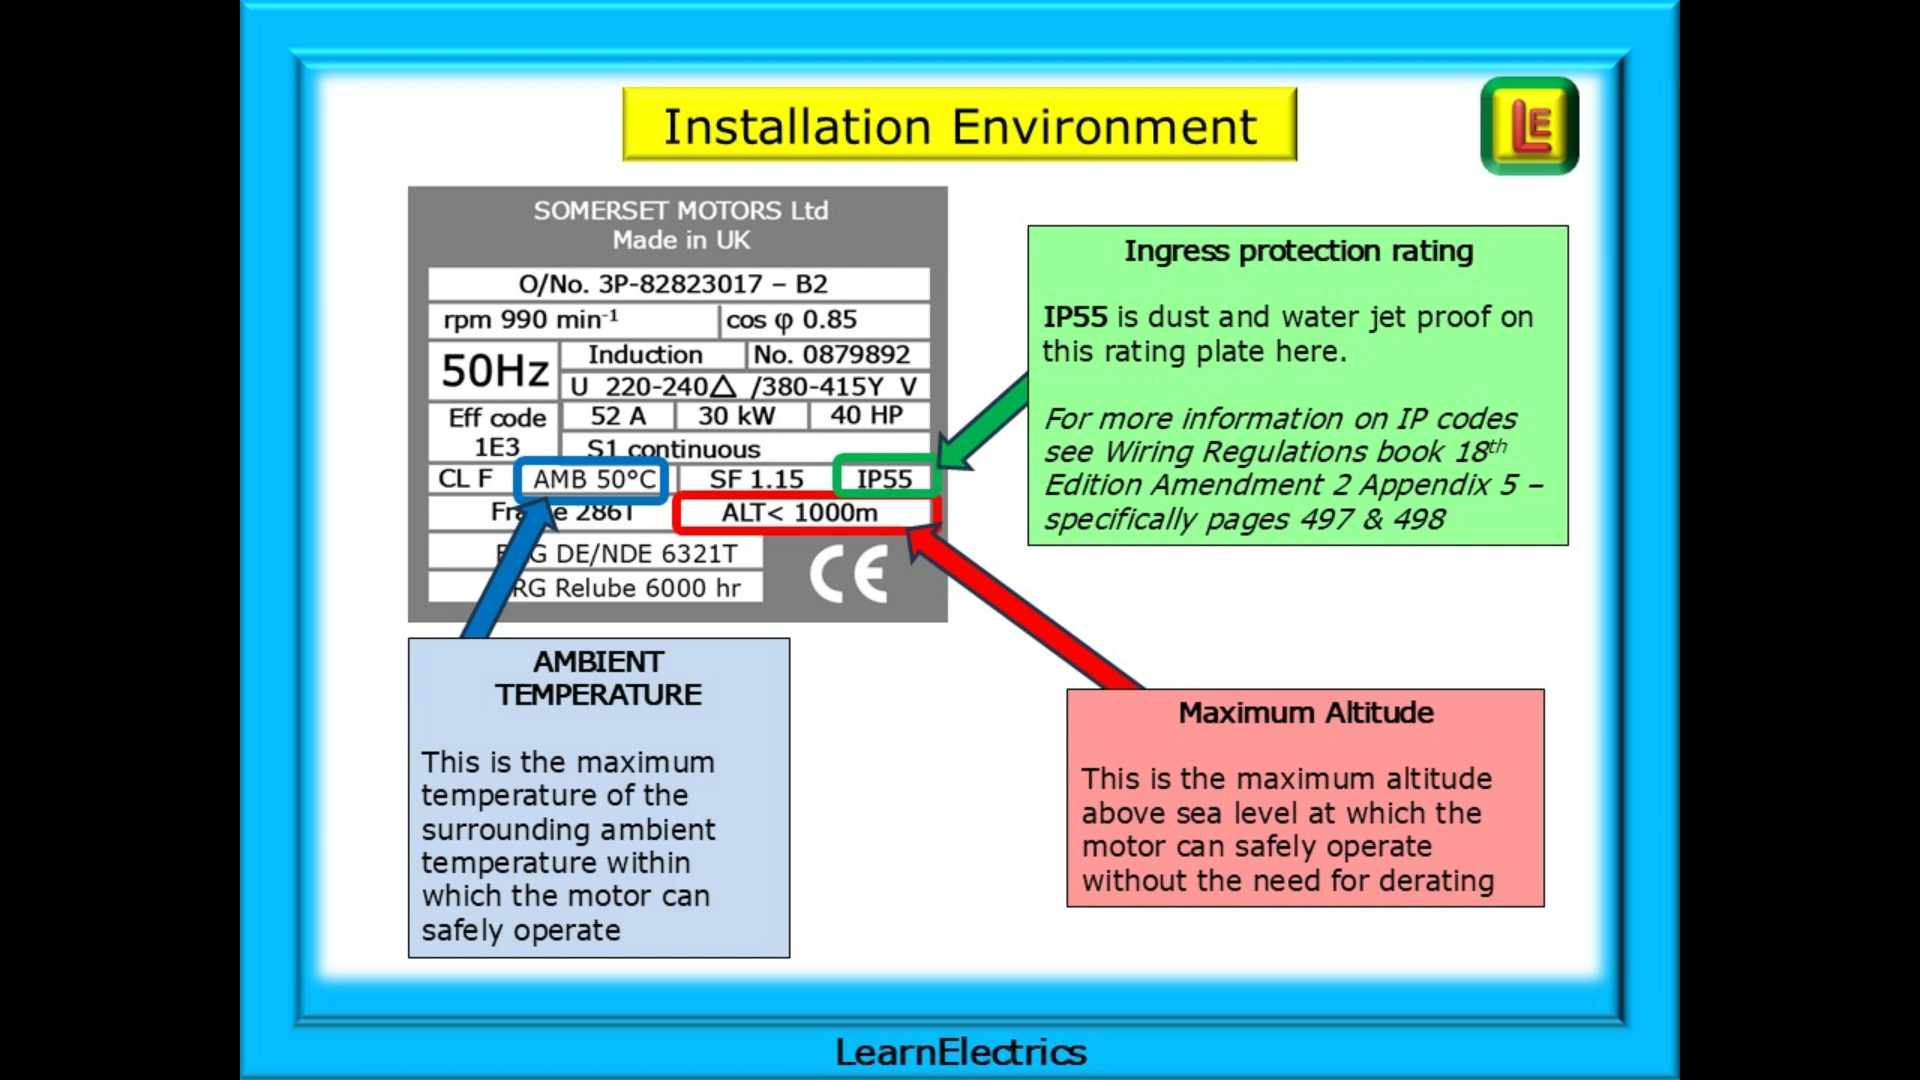 Installation Environment
LE
SOMERSET MOTORS Ltd
Made in UK
O/No. 3P-82823017 – B2
rpm 990 min-1 cos φ 0.85
50Hz
Induction No. 0879892
U 220-240△ /380-415Y V
Eff code
1E3
52 A 30 kW 40 HP
S1 continuous
CL F AMB 50°C SF 1.15 IP55
286T ALT< 1000m
DE/NDE 6321T
Relube 6000 hr
CE
Ingress protection rating
IP55 is dust and water jet proof on
this rating plate here.
For more information on IP codes
see Wiring Regulations book 18th
Edition Amendment 2 Appendix 5 –
specifically pages 497 & 498
AMBIENT
TEMPERATURE
This is the maximum
temperature of the
surrounding ambient
temperature within
which the motor can
safely operate
Maximum Altitude
This is the maximum altitude
above sea level at which the
motor can safely operate
without the need for derating
LearnElectrics